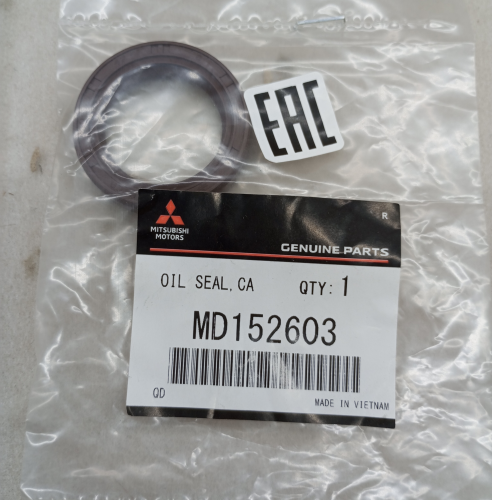 EAC
R
MITSUBISHI
MOTORS
GENUINE PARTS
OIL SEAL,CA QTY: 1
MD152603
QD
MADE IN VIETNAM